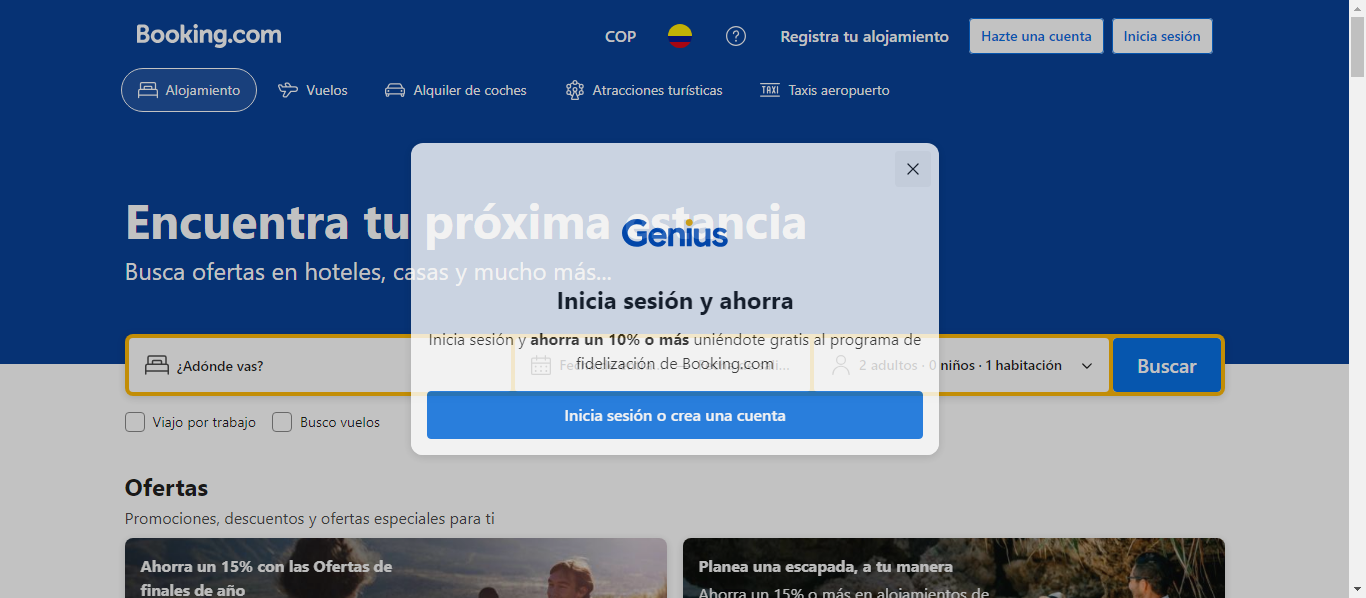 Booking.com
COP
Registra tu alojamiento
Hazte una cuenta
Inicia sesión
Alojamiento
Vuelos
Alquiler de coches
Atracciones turísticas
TAXI
Taxis aeropuerto
Encuentra tu próxima estancia
Busca ofertas en hoteles, casas y mucho más...
Genius
Inicia sesión y ahorra
Inicia sesión y ahorra un 10% o más uniéndote gratis al programa de
fidelización de Booking.com
Inicia sesión o crea una cuenta
¿Adónde vas?
2 adultos · 0 niños · 1 habitación
Buscar
Viajo por trabajo
Busco vuelos
Ofertas
Promociones, descuentos y ofertas especiales para ti
Ahorra un 15% con las Ofertas de
finales de año
Planea una escapada, a tu manera
Ahorra un 15% o más en alojamientos de